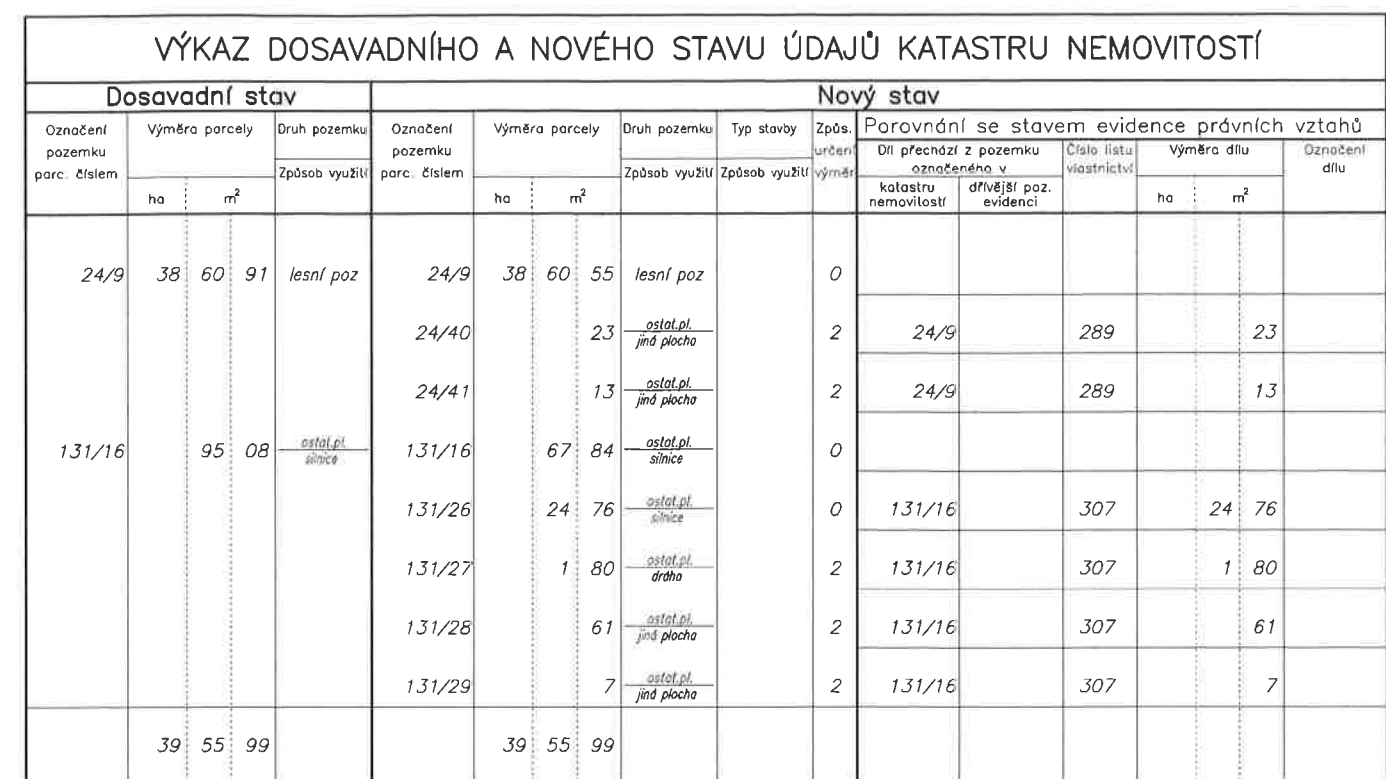 VÝKAZ DOSAVADNÍHO A NOVÉHO STAVU ÚDAJŮ KATASTRU NEMOVITOSTÍ
Dosavadní stav Nový stav
Označení pozemku parc. číslem Výměra parcely Druh pozemku Označení pozemku parc. číslem Výměra parcely Druh pozemku Typ stavby Způs. určení výměr Porovnání se stavem evidence právních vztahů
Způsob využití Způsob využití Způsob využití Díl přechází z pozemku označeného v Číslo listu vlastnictví Výměra dílu Označení dílu
ha m² ha m² katastru nemovitostí dřívější poz. evidenci ha m²
24/9 38 60 91 lesní poz 24/9 38 60 55 lesní poz 0
24/40 23 ostat.pl. jiná plocha 2 24/9 289 23
24/41 13 ostat.pl. jiná plocha 2 24/9 289 13
131/16 95 08 ostat.pl. silnice 131/16 67 84 ostat.pl. silnice 0
131/26 24 76 ostat.pl. silnice 0 131/16 307 24 76
131/27 1 80 ostat.pl. dráha 2 131/16 307 1 80
131/28 61 ostat.pl. jiná plocha 2 131/16 307 61
131/29 7 ostat.pl. jiná plocha 2 131/16 307 7
39 55 99 39 55 99